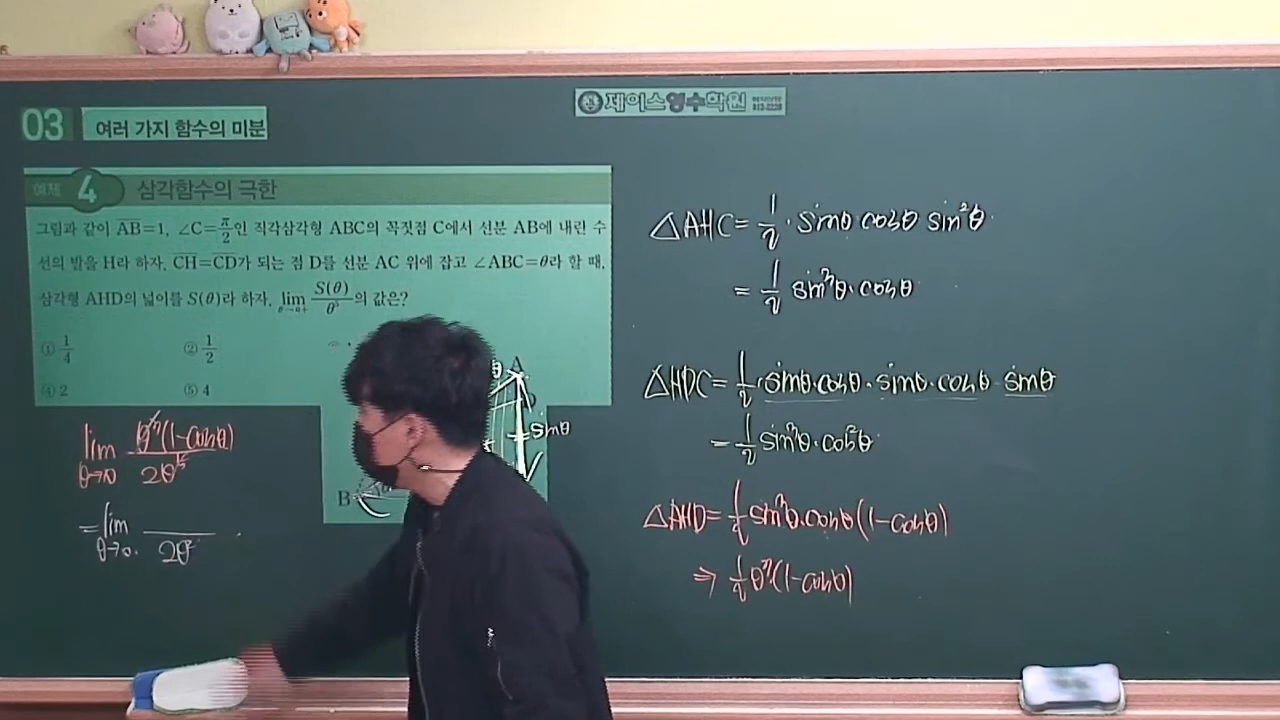 제이스영수학원
03 여러 가지 함수의 미분
예제 4 삼각함수의 극한
그림과 같이 AB=1, ∠C=π/2인 직각삼각형 ABC의 꼭짓점 C에서 선분 AB에 내린 수
선의 발을 H라 하자. CH=CD가 되는 점 D를 선분 AC 위에 잡고 ∠ABC=θ라 할 때,
삼각형 AHD의 넓이를 S(θ)라 하자. lim θ→0+ S(θ)/θ⁵의 값은?
① 1/4 ② 1/2
④ 2 ⑤ 4
A
D
sinθ
B
lim θ→0 θ³(1-cosθ)/2θ⁵
= lim θ→0 2θ²
△AHC = 1/2 · sinθ cosθ sin²θ
= 1/2 sin³θ·cosθ
△HDC = 1/2 · sinθ·cosθ · sinθ·cosθ · sinθ
= 1/2 sin³θ·cos²θ
△AHD = 1/2 sin³θ·cosθ(1-cosθ)
⇒ 1/2 θ³(1-cosθ)